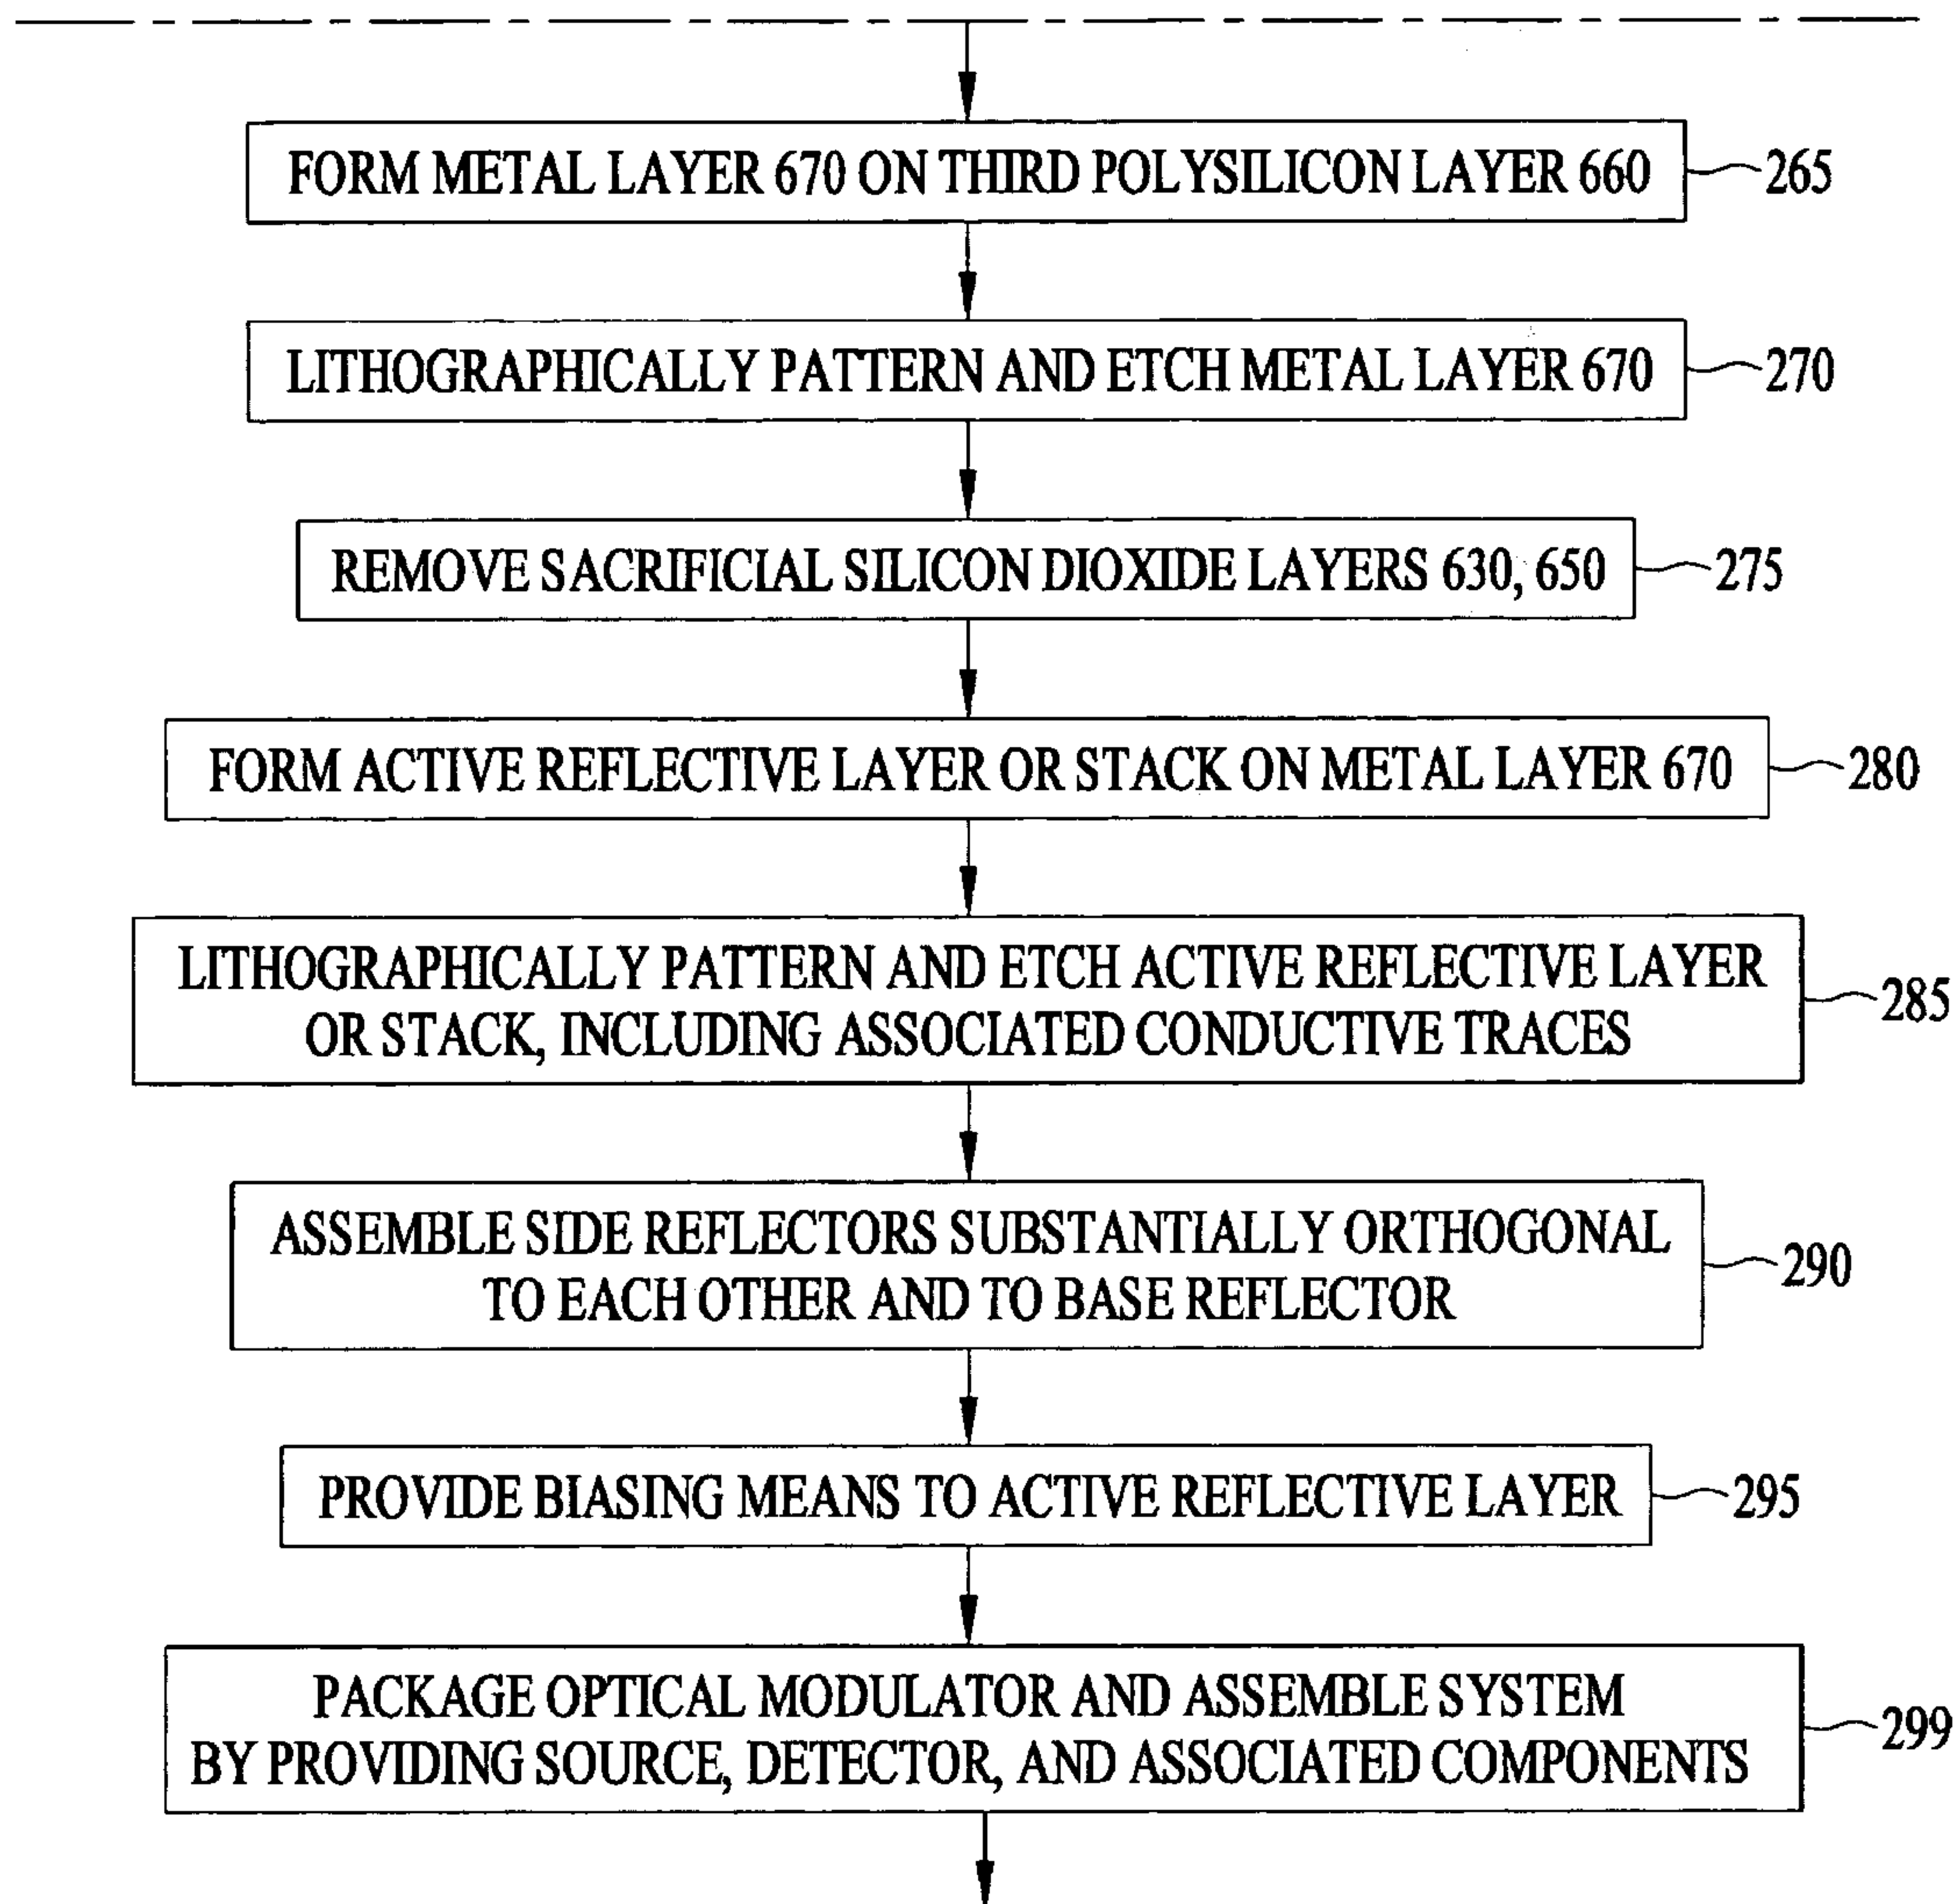 FORM METAL LAYER 670 ON THIRD POLYSILICON LAYER 660
265
LITHOGRAPHICALLY PATTERN AND ETCH METAL LAYER 670
270
REMOVE SACRIFICIAL SILICON DIOXIDE LAYERS 630, 650
275
FORM ACTIVE REFLECTIVE LAYER OR STACK ON METAL LAYER 670
280
LITHOGRAPHICALLY PATTERN AND ETCH ACTIVE REFLECTIVE LAYER
OR STACK, INCLUDING ASSOCIATED CONDUCTIVE TRACES
285
ASSEMBLE SIDE REFLECTORS SUBSTANTIALLY ORTHOGONAL
TO EACH OTHER AND TO BASE REFLECTOR
290
PROVIDE BIASING MEANS TO ACTIVE REFLECTIVE LAYER
295
PACKAGE OPTICAL MODULATOR AND ASSEMBLE SYSTEM
BY PROVIDING SOURCE, DETECTOR, AND ASSOCIATED COMPONENTS
299